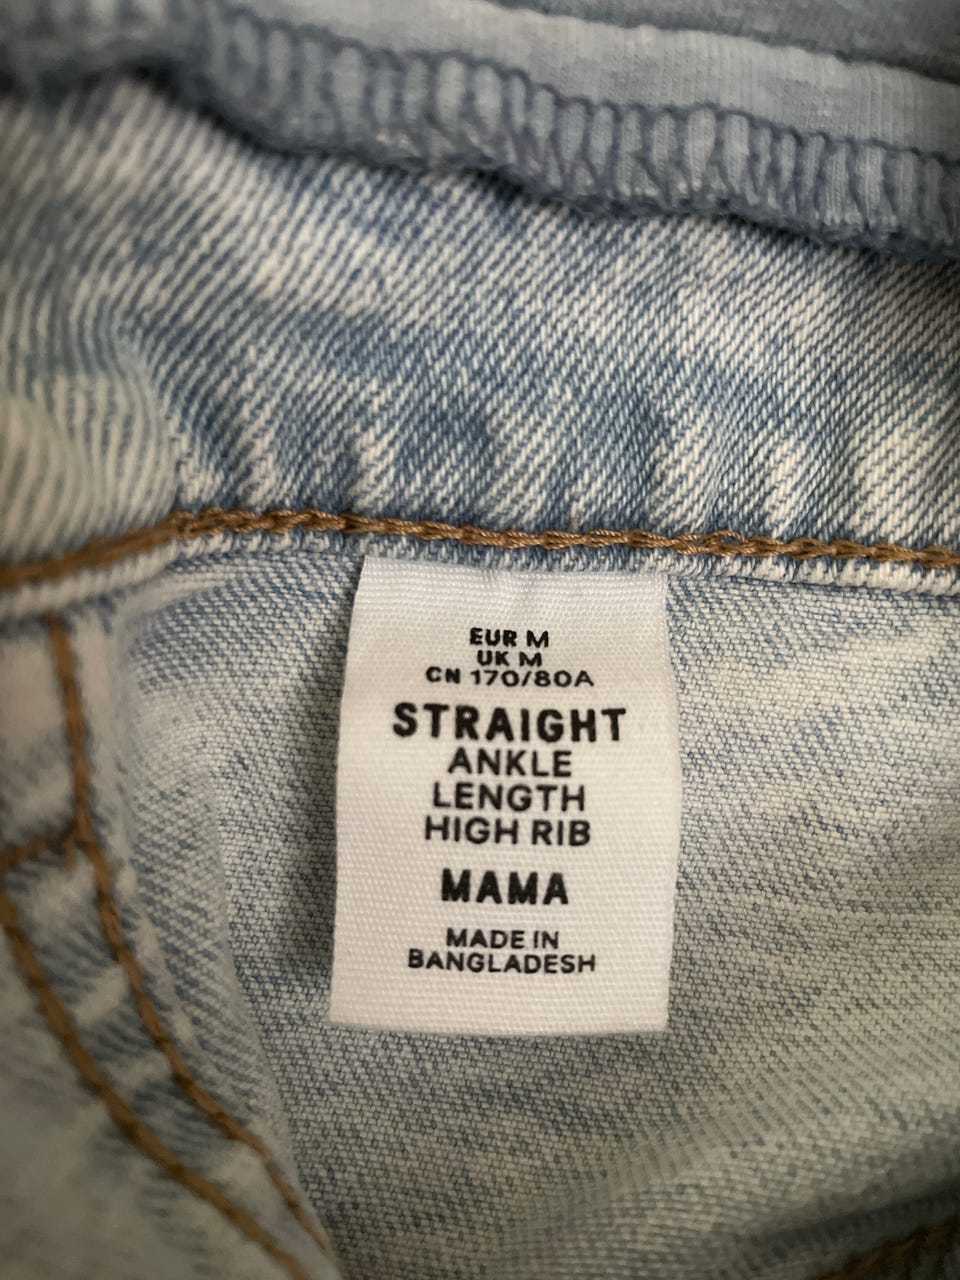 EUR M
UK M
CN 170/80A
STRAIGHT
ANKLE
LENGTH
HIGH RIB
MAMA
MADE IN
BANGLADESH